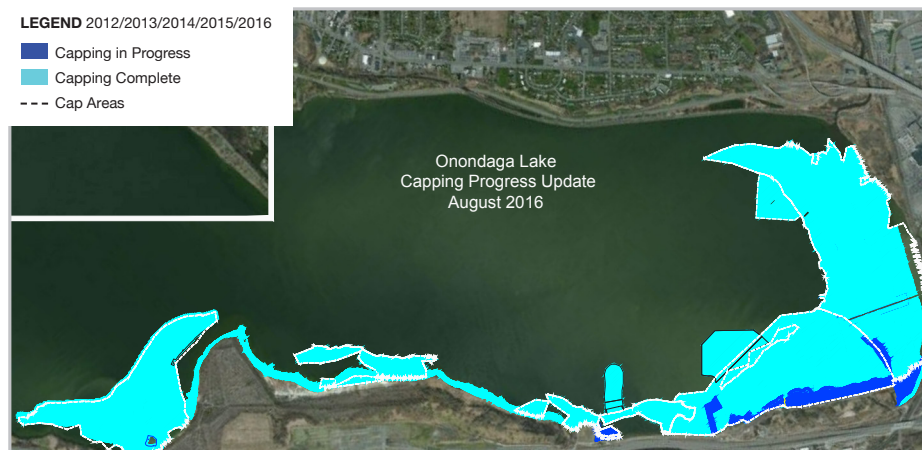 LEGEND 2012/2013/2014/2015/2016
Capping in Progress
Capping Complete
Cap Areas
Onondaga Lake
Capping Progress Update
August 2016